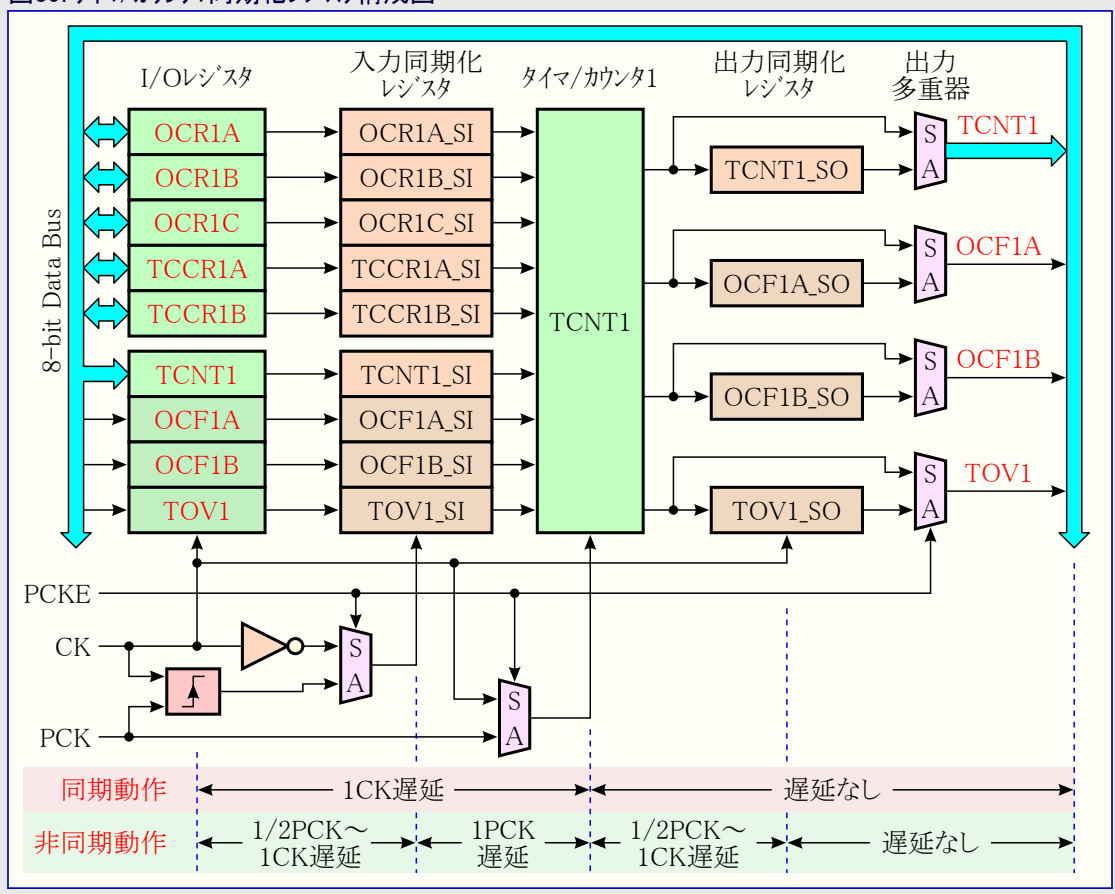 I/Oレジスタ
入力同期化
レジスタ
タイマ/カウンタ1
出力同期化
レジスタ
出力
多重器
8-bit Data Bus
OCR1A
OCR1B
OCR1C
TCCR1A
TCCR1B
TCNT1
OCF1A
OCF1B
TOV1
OCR1A_SI
OCR1B_SI
OCR1C_SI
TCCR1A_SI
TCCR1B_SI
TCNT1_SI
OCF1A_SI
OCF1B_SI
TOV1_SI
TCNT1
TCNT1_SO
OCF1A_SO
OCF1B_SO
TOV1_SO
S
A
TCNT1
S
A
OCF1A
S
A
OCF1B
S
A
TOV1
PCKE
CK
PCK
S
A
S
A
同期動作
1CK遅延
遅延なし
非同期動作
1/2PCK～
1CK遅延
1PCK
遅延
1/2PCK～
1CK遅延
遅延なし